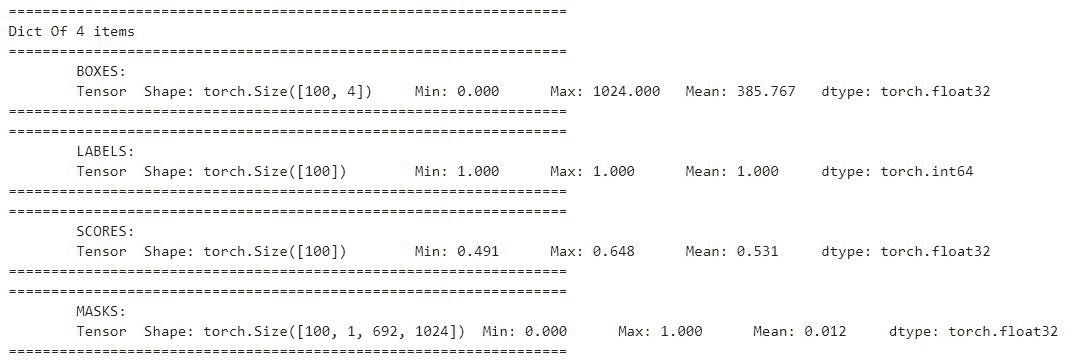 ==================================================================
Dict Of 4 items
==================================================================
BOXES:
Tensor  Shape: torch.Size([100, 4])     Min: 0.000      Max: 1024.000   Mean: 385.767   dtype: torch.float32
==================================================================
==================================================================
LABELS:
Tensor  Shape: torch.Size([100])        Min: 1.000      Max: 1.000      Mean: 1.000     dtype: torch.int64
==================================================================
==================================================================
SCORES:
Tensor  Shape: torch.Size([100])        Min: 0.491      Max: 0.648      Mean: 0.531     dtype: torch.float32
==================================================================
==================================================================
MASKS:
Tensor  Shape: torch.Size([100, 1, 692, 1024])  Min: 0.000      Max: 1.000      Mean: 0.012     dtype: torch.float32
==================================================================